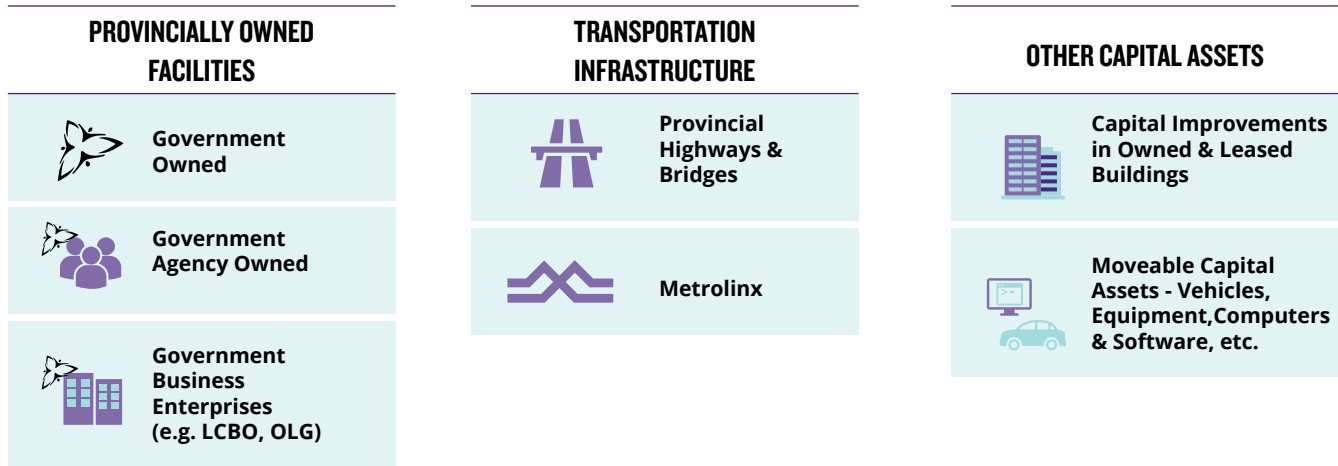 PROVINCIALLY OWNED
FACILITIES
Government
Owned
Government
Agency Owned
Government
Business
Enterprises
(e.g. LCBO, OLG)
TRANSPORTATION
INFRASTRUCTURE
Provincial
Highways &
Bridges
Metrolinx
OTHER CAPITAL ASSETS
Capital Improvements
in Owned & Leased
Buildings
Moveable Capital
Assets - Vehicles,
Equipment,Computers
& Software, etc.